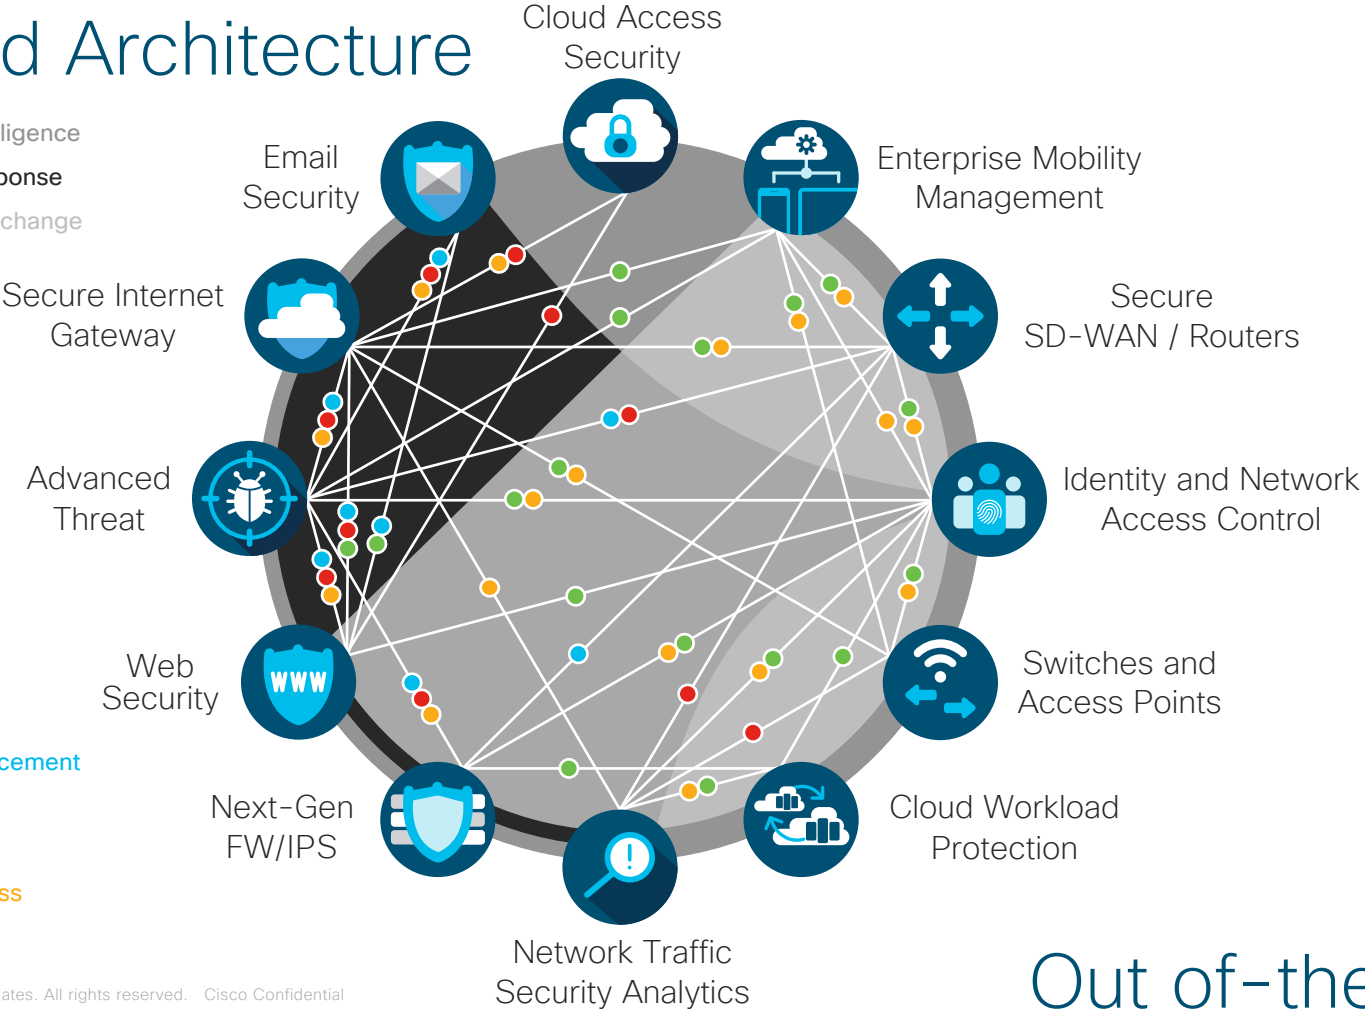 d Architecture
Cloud Access
Security
lligence
ponse
change
Email
Security
Enterprise Mobility
Management
Secure Internet
Gateway
Secure
SD-WAN / Routers
Advanced
Threat
Identity and Network
Access Control
Web
Security
WWW
Switches and
Access Points
cement
Next-Gen
FW/IPS
!
Cloud Workload
Protection
ss
Network Traffic
Security Analytics
Out of-the
ates. All rights reserved. Cisco Confidential